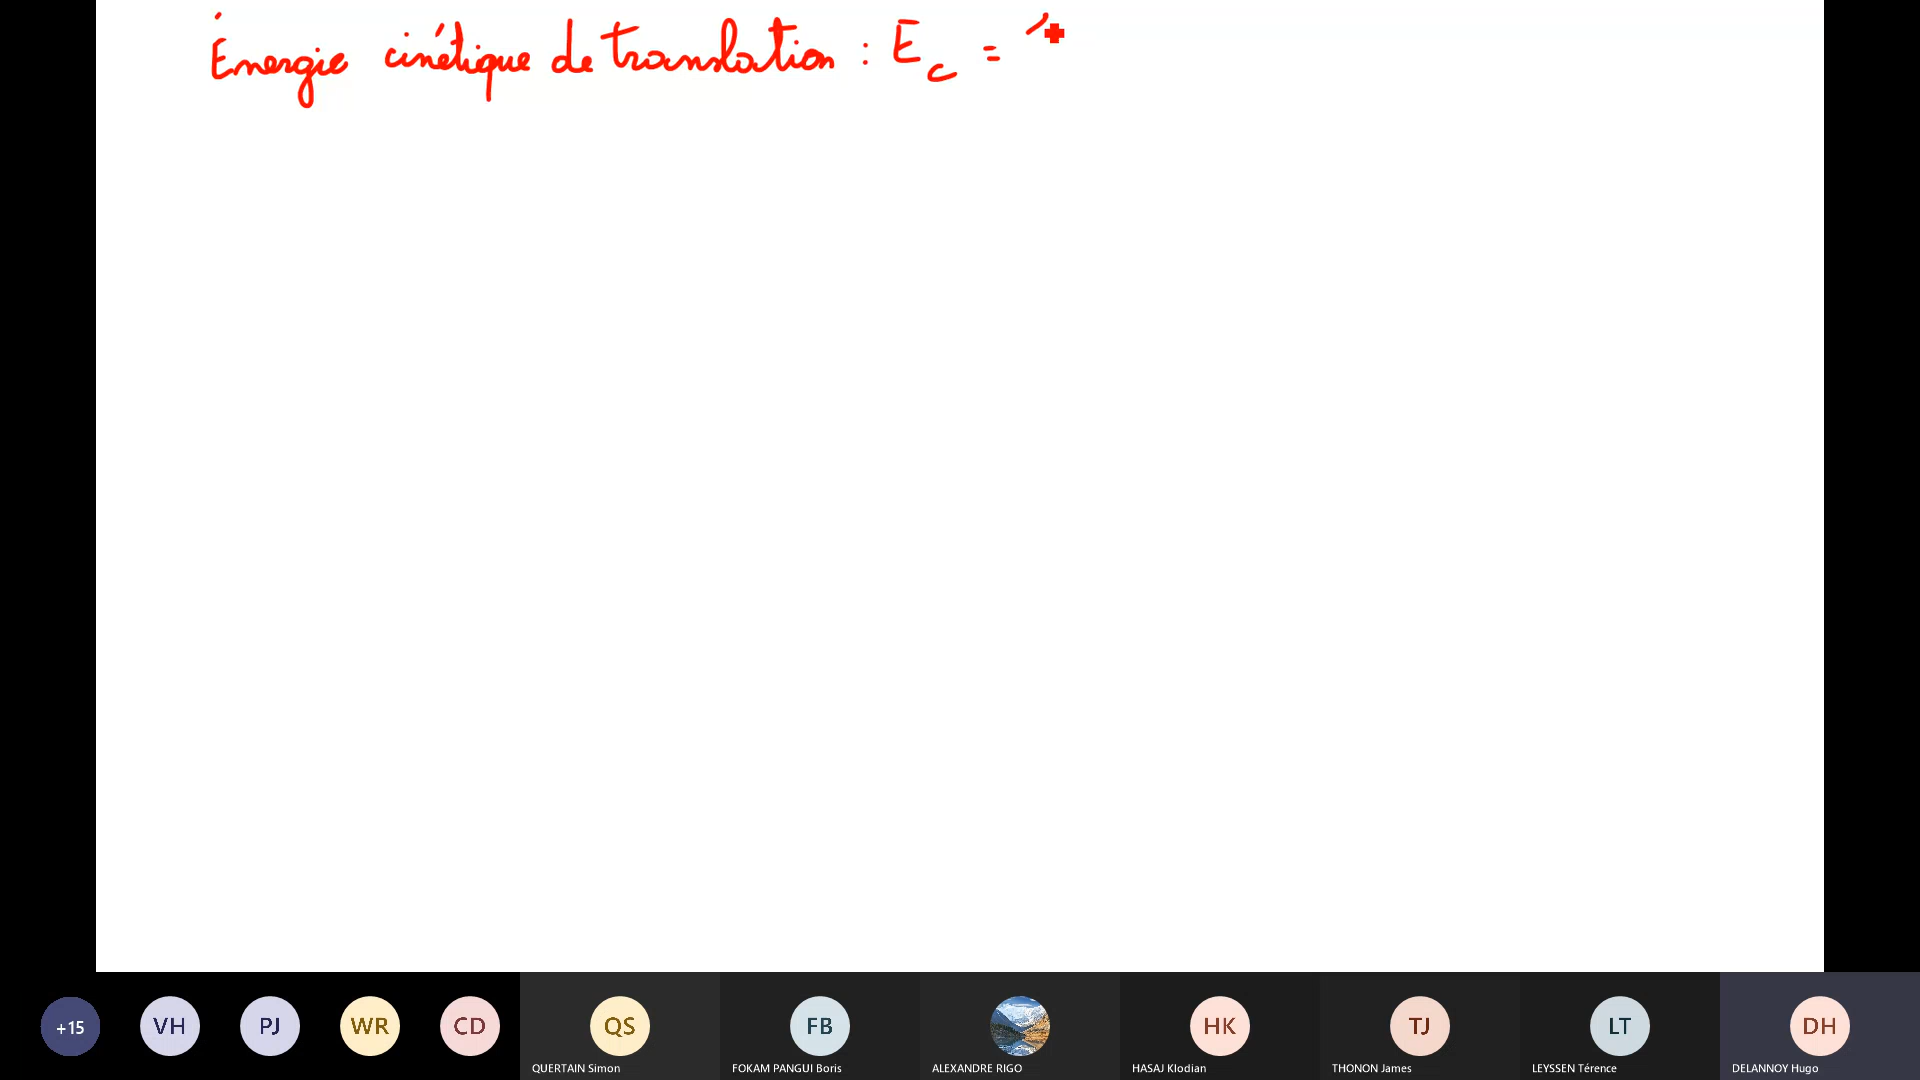 Énergie cinétique de translation : Ec =
+15
VH
PJ
WR
CD
QS
FB
HK
TJ
LT
DH
QUERTAIN Simon
FOKAM PANGUI Boris
ALEXANDRE RIGO
HASAJ Klodian
THONON James
LEYSSEN Térence
DELANNOY Hugo